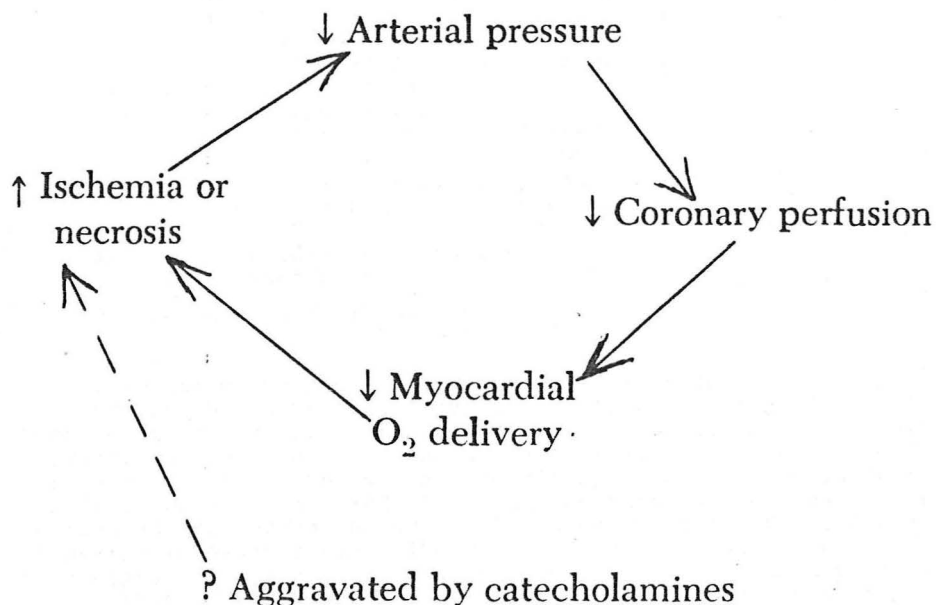 ↓ Arterial pressure
↑ Ischemia or
necrosis
↓ Coronary perfusion
↓ Myocardial
O₂ delivery
? Aggravated by catecholamines